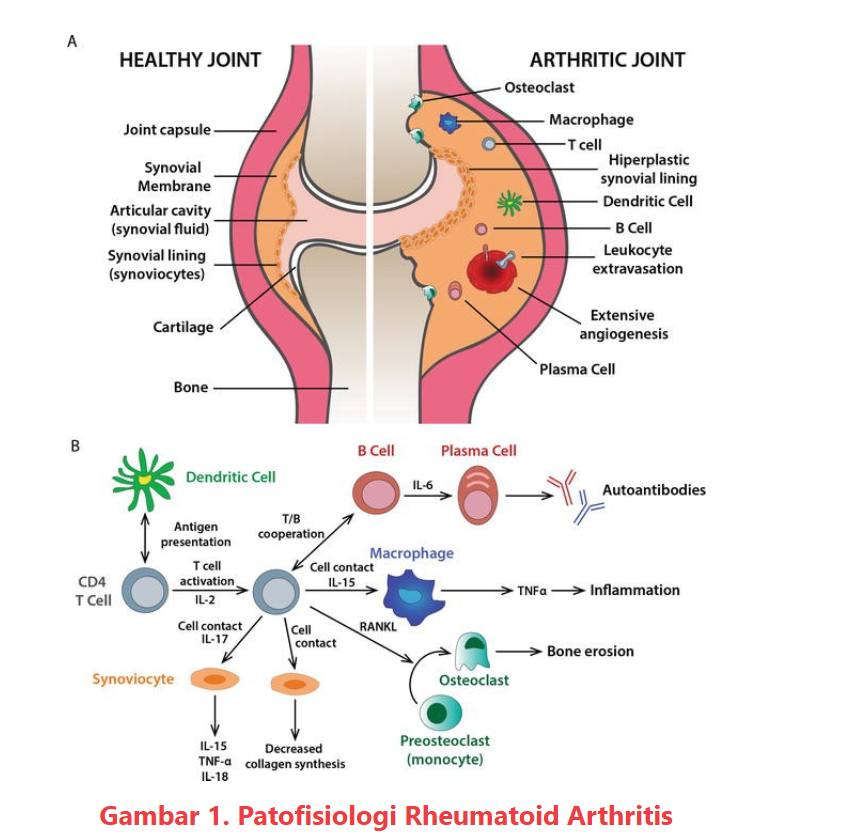 A
HEALTHY JOINT
ARTHRITIC JOINT
Joint capsule
Synovial
Membrane
Articular cavity
(synovial fluid)
Synovial lining
(synoviocytes)
Cartilage
Bone
Osteoclast
Macrophage
T cell
Hiperplastic
synovial lining
Dendritic Cell
B Cell
Leukocyte
extravasation
Extensive
angiogenesis
Plasma Cell
B
Dendritic Cell
B Cell
Plasma Cell
IL-6
Autoantibodies
Antigen
presentation
T/B
cooperation
CD4
T Cell
T cell
activation
IL-2
Cell contact
IL-15
Macrophage
TNFα
Inflammation
Cell contact
IL-17
Cell
contact
RANKL
Osteoclast
Bone erosion
Synoviocyte
Preosteoclast
(monocyte)
IL-15
TNF-α
IL-18
Decreased
collagen synthesis
Gambar 1. Patofisiologi Rheumatoid Arthritis